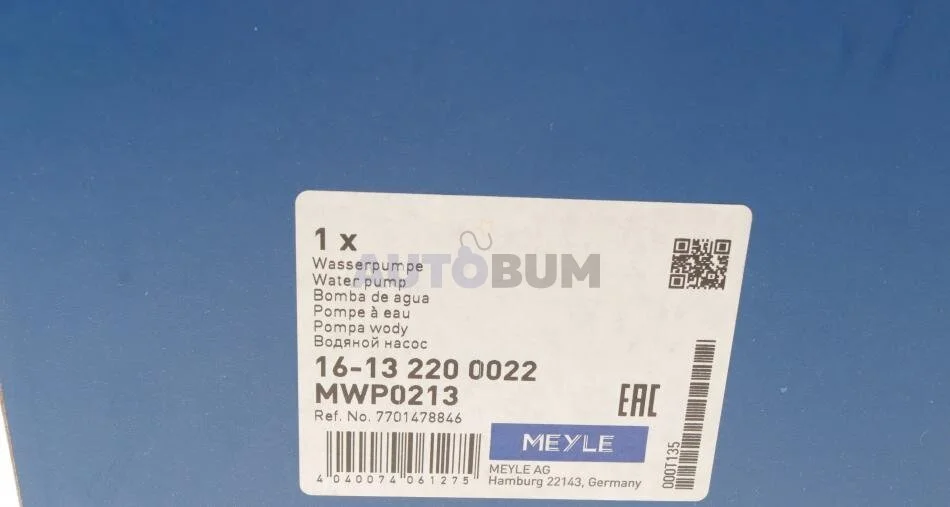 1 x
Wasserpumpe
Water pump
Bomba de agua
Pompe à eau
Pompa wody
Водяной насос
16-13 220 0022
MWP0213
Ref. No. 7701478846
EAC
MEYLE
MEYLE AG
Hamburg 22143, Germany
4 040074 061275
000T135
AUTOBUM